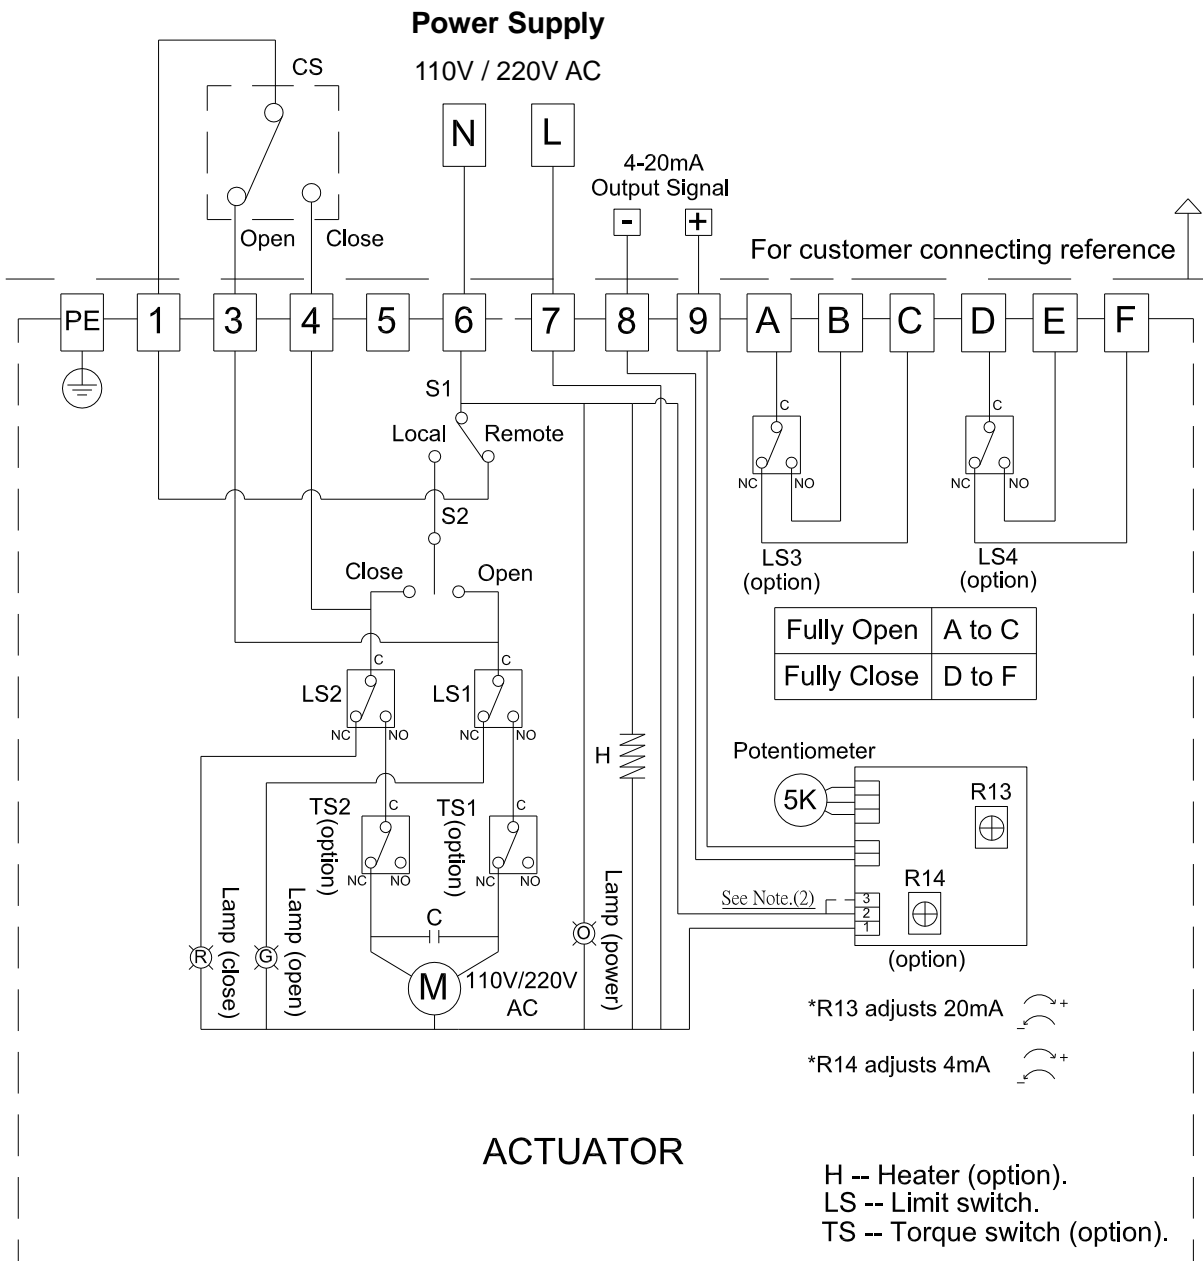 Power Supply
110V / 220V AC
CS
N
L
4-20mA
Output Signal
-
+
Open
Close
For customer connecting reference
PE
1
3
4
5
6
7
8
9
A
B
C
D
E
F
S1
Local
Remote
S2
Close
Open
C
NC
NO
LS3
(option)
C
NC
NO
LS4
(option)
Fully Open
A to C
Fully Close
D to F
C
LS2
NC
NO
C
LS1
NC
NO
H
Potentiometer
5K
R13
R14
TS2
(option)
C
NC
NO
TS1
(option)
C
NC
NO
See Note.(2)
3
2
1
(option)
C
R
Lamp (close)
G
Lamp (open)
M
110V/220V
AC
O
Lamp (power)
*R13 adjusts 20mA
+
-
*R14 adjusts 4mA
+
-
ACTUATOR
H -- Heater (option).
LS -- Limit switch.
TS -- Torque switch (option).